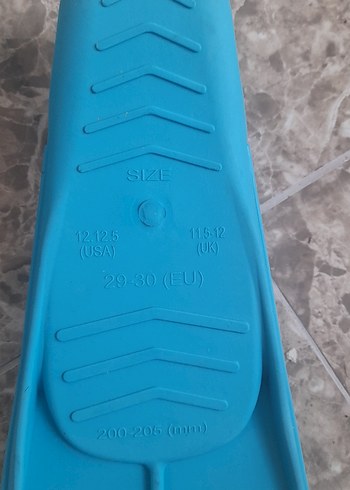 SIZE
12.12.5 11.5-12
(USA) (UK)
29-30 (EU)
200-205 (mm)